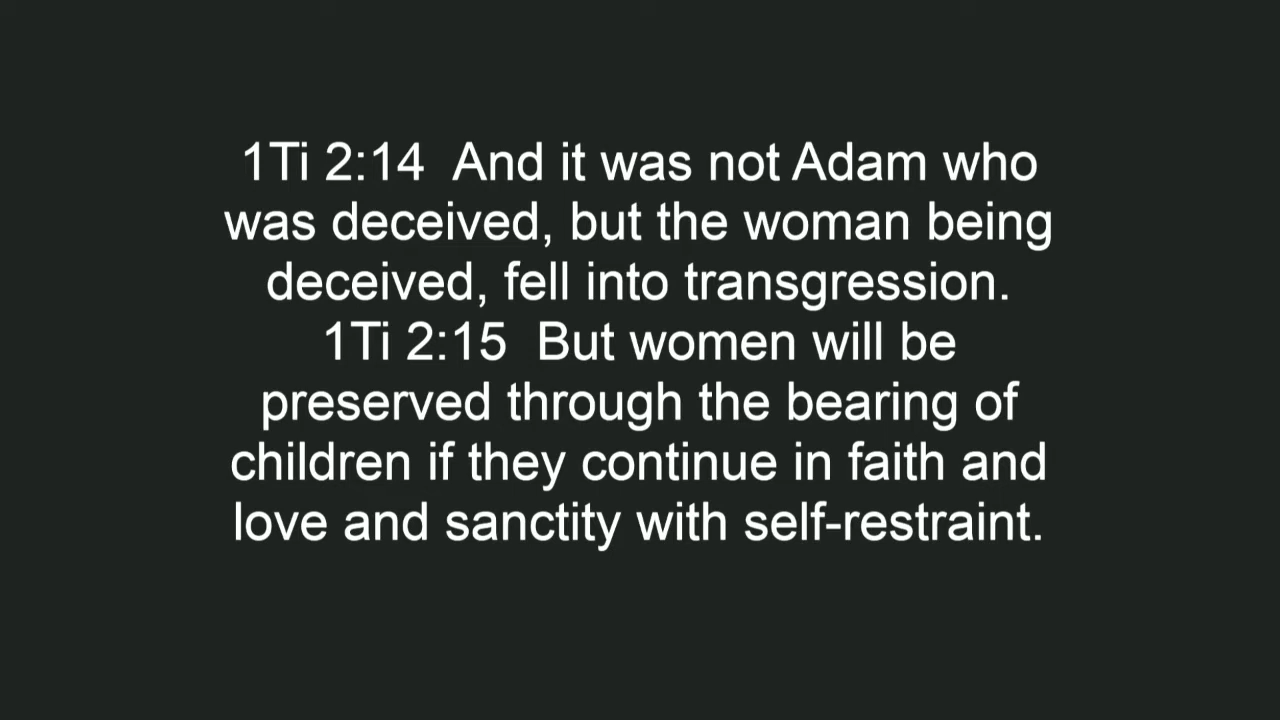 1Ti 2:14  And it was not Adam who
was deceived, but the woman being
deceived, fell into transgression.
1Ti 2:15  But women will be
preserved through the bearing of
children if they continue in faith and
love and sanctity with self-restraint.